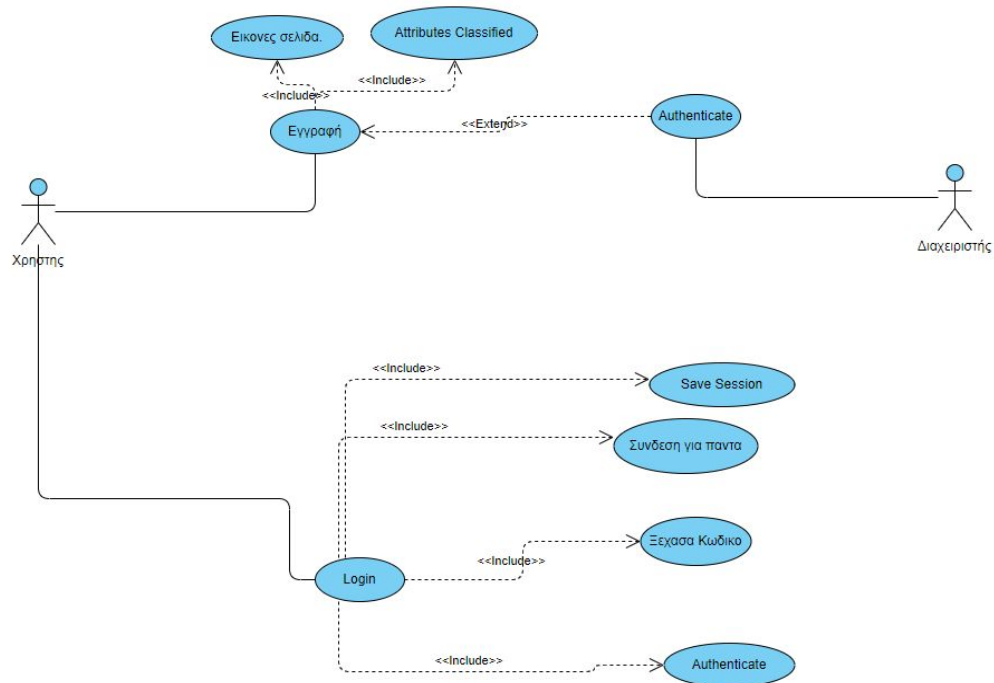 Εικονες σελιδα.
Attributes Classified
<<Include>>
<<Include>>
Εγγραφή
<<Extend>>
Authenticate
Χρήστης
Διαχειριστής
<<Include>>
Save Session
<<Include>>
Συνδεση για παντα
<<Include>>
Ξεχασα Κωδικο
Login
<<Include>>
Authenticate